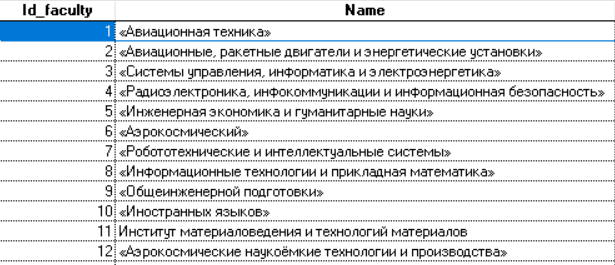 Id_faculty Name
1 «Авиационная техника»
2 «Авиационные, ракетные двигатели и энергетические установки»
3 «Системы управления, информатика и электроэнергетика»
4 «Радиоэлектроника, инфокоммуникации и информационная безопасность»
5 «Инженерная экономика и гуманитарные науки»
6 «Аэрокосмический»
7 «Робототехнические и интеллектуальные системы»
8 «Информационные технологии и прикладная математика»
9 «Общеинженерной подготовки»
10 «Иностранных языков»
11 Институт материаловедения и технологий материалов
12 «Аэрокосмические наукоёмкие технологии и производства»